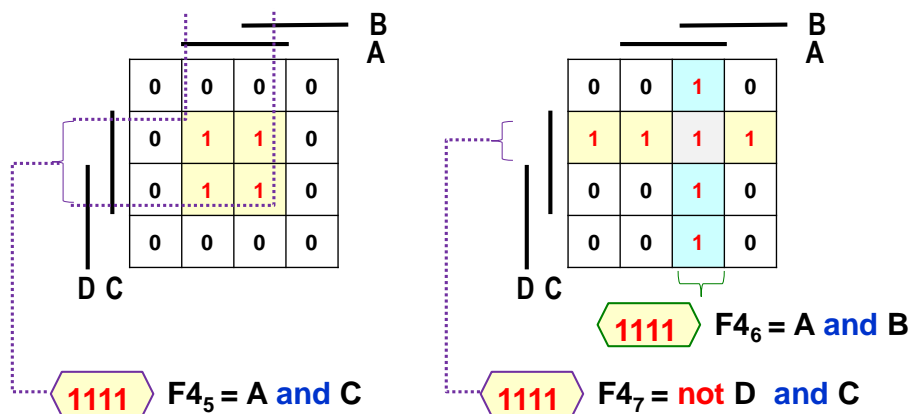 B
A
0 0 0 0
0 1 1 0
0 1 1 0
0 0 0 0
D C
1111 F4₅ = A and C
B
A
0 0 1 0
1 1 1 1
0 0 1 0
0 0 1 0
D C
1111 F4₆ = A and B
1111 F4₇ = not D and C